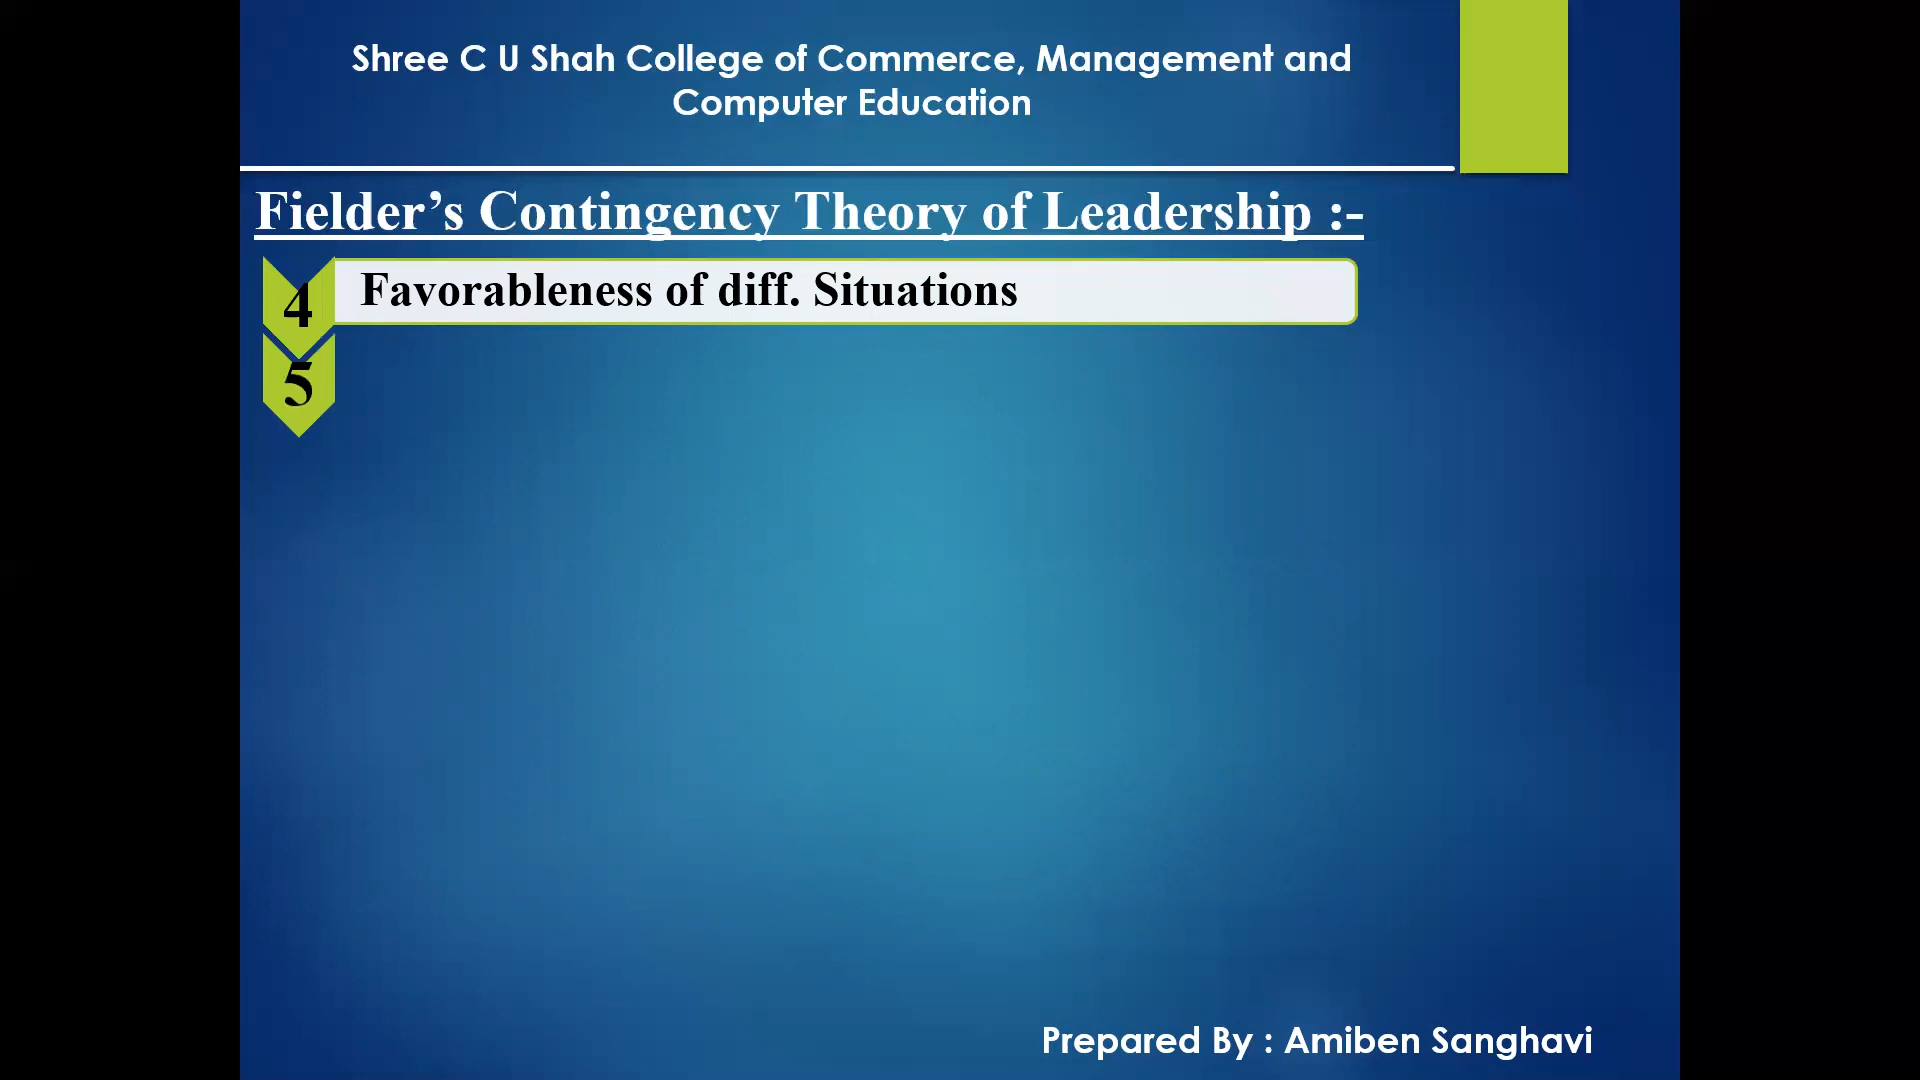 Shree C U Shah College of Commerce, Management and
Computer Education
Fielder’s Contingency Theory of Leadership :-
4 Favorableness of diff. Situations
5
Prepared By : Amiben Sanghavi